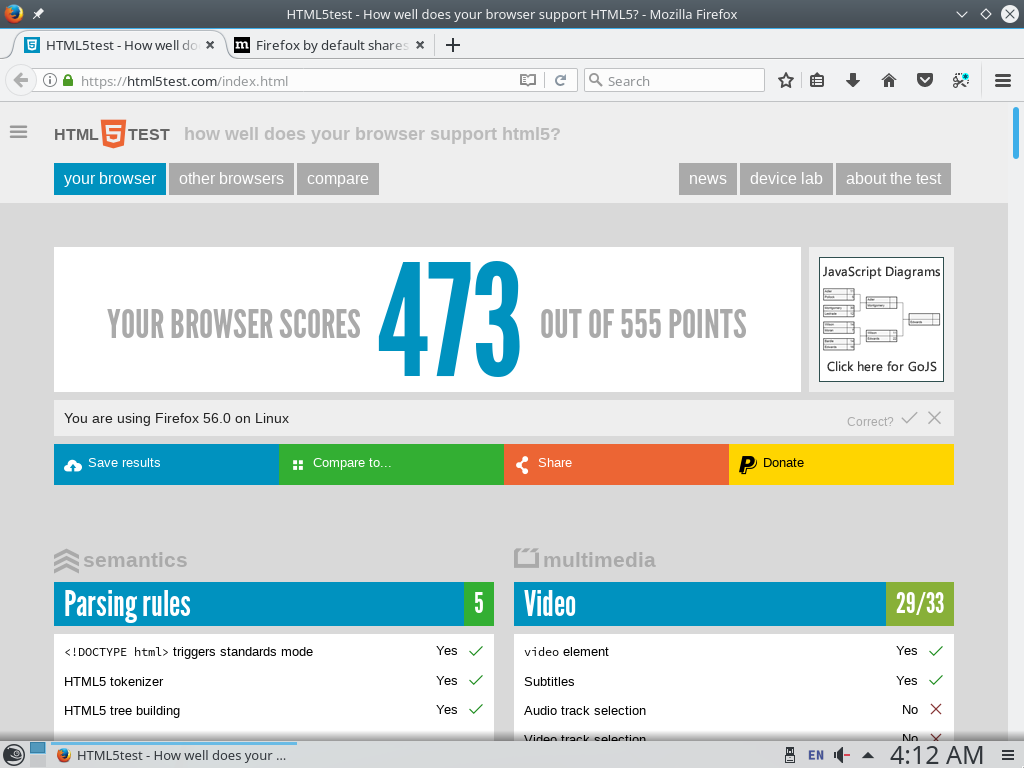 HTML5test - How well does your browser support HTML5? - Mozilla Firefox
HTML5test - How well do
Firefox by default shares
https://html5test.com/index.html
Search
HTML 5 TEST how well does your browser support html5?
your browser other browsers compare news device lab about the test
YOUR BROWSER SCORES 473 OUT OF 555 POINTS
JavaScript Diagrams
Click here for GoJS
You are using Firefox 56.0 on Linux
Correct?
Save results Compare to... Share Donate
semantics
Parsing rules 5
<!DOCTYPE html> triggers standards mode Yes
HTML5 tokenizer Yes
HTML5 tree building Yes
multimedia
Video 29/33
video element Yes
Subtitles Yes
Audio track selection No
Video track selection No
HTML5test - How well does your ...
EN
4:12 AM